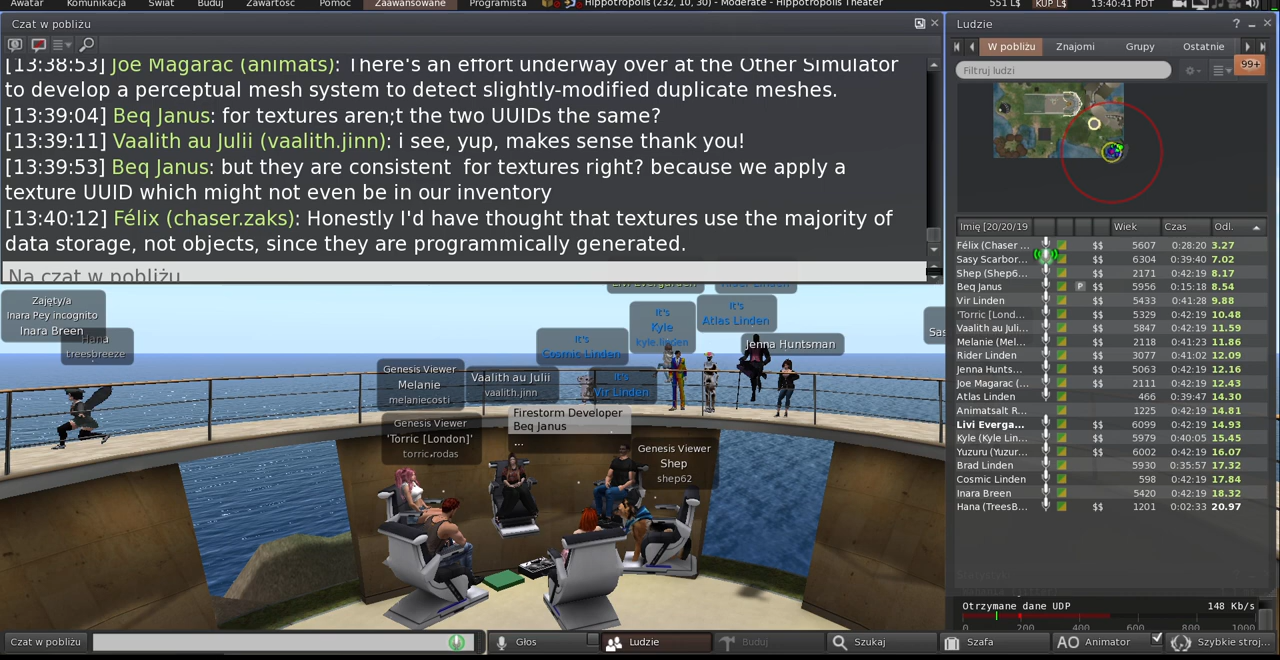 Awatar Komunikacja Świat Buduj Zawartość Pomoc Zaawansowane Programista Hippotropolis (232, 10, 30) - Moderate - Hippotropolis Theater 551 L$ KUP L$ 13:40:41 PDT
Czat w pobliżu
[13:38:53] Joe Magarac (animats): There's an effort underway over at the Other Simulator
to develop a perceptual mesh system to detect slightly-modified duplicate meshes.
[13:39:04] Beq Janus: for textures aren;t the two UUIDs the same?
[13:39:11] Vaalith au Julii (vaalith.jinn): i see, yup, makes sense thank you!
[13:39:53] Beq Janus: but they are consistent for textures right? because we apply a
texture UUID which might not even be in our inventory
[13:40:12] Félix (chaser.zaks): Honestly I'd have thought that textures use the majority of
data storage, not objects, since they are programmically generated.
Na czat w pobliżu
Zajęty/a
Inara Pey incognito
Inara Breen
Hana
treesbreeze
Genesis Viewer
Melanie
melaniecosti
Vaalith au Julii
vaalith.jinn
It's
Cosmic Linden
It's
Kyle
kyle.linden
It's
Atlas Linden
It's
Vir Linden
Jenna Huntsman
Livi Evergarden
Rider Linden
Sas
Genesis Viewer
'Torric [London]'
torric.rodas
Firestorm Developer
Beq Janus
...
Genesis Viewer
Shep
shep62
Ludzie
W pobliżu Znajomi Grupy Ostatnie
99+
Filtruj ludzi
Imię [20/20/19 Wiek Czas Odl.
Félix (Chaser ... $$ 5607 0:28:20 3.27
Sasy Scarbor... $$ 6304 0:39:40 7.02
Shep (Shep6... $$ 2171 0:42:19 8.17
Beq Janus P $$ 5956 0:15:18 8.54
Vir Linden $$ 5433 0:41:28 9.88
'Torric [Lond... $$ 5329 0:42:19 10.48
Vaalith au Juli... $$ 5847 0:42:19 11.59
Melanie (Mel... $$ 2118 0:41:23 11.86
Rider Linden $$ 3077 0:41:02 12.09
Jenna Hunts... $$ 5063 0:42:19 12.16
Joe Magarac (... $$ 2111 0:42:19 12.43
Atlas Linden 466 0:39:47 14.30
Animatsalt R... 1225 0:42:19 14.81
Livi Everga... $$ 6099 0:42:19 14.93
Kyle (Kyle Lin... $$ 5979 0:40:05 15.45
Yuzuru (Yuzur... $$ 6002 0:42:19 16.07
Brad Linden 5930 0:35:57 17.32
Cosmic Linden 598 0:42:19 17.84
Inara Breen 5420 0:42:19 18.32
Hana (TreesB... $$ 1201 0:02:33 20.97
Otrzymane dane UDP 148 Kb/s
0 200 400 600 800 1000
Czat w pobliżu Głos Ludzie Buduj Szukaj Szafa AO Animator Szybkie stroj...